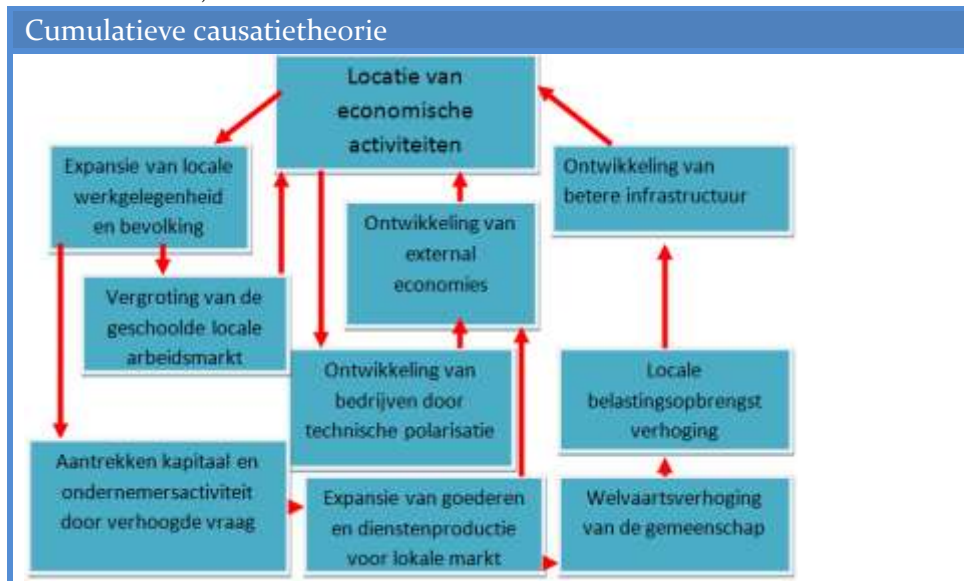 Cumulatieve causatietheorie
Locatie van
economische
activiteiten
Expansie van locale
werkgelegenheid
en bevolking
Ontwikkeling van
betere infrastructuur
Ontwikkeling van
external
economies
Vergroting van de
geschoolde locale
arbeidsmarkt
Ontwikkeling van
bedrijven door
technische polarisatie
Locale
belastingsopbrengst
verhoging
Aantrekken kapitaal en
ondernemersactiviteit
door verhoogde vraag
Expansie van goederen
en dienstenproductie
voor lokale markt
Welvaartsverhoging
van de gemeenschap